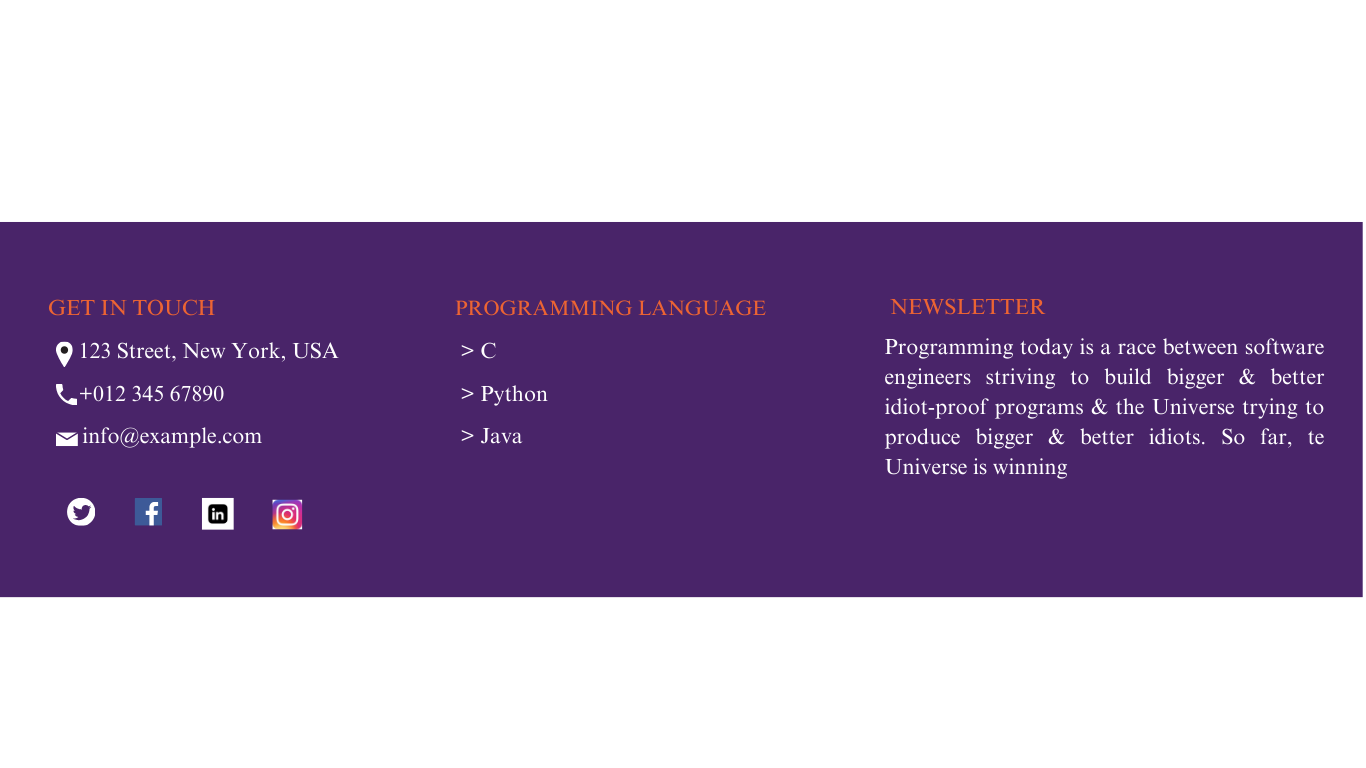 GET IN TOUCH
123 Street, New York, USA
+012 345 67890
info@example.com
PROGRAMMING LANGUAGE
> C
> Python
> Java
NEWSLETTER
Programming today is a race between software
engineers striving to build bigger & better
idiot-proof programs & the Universe trying to
produce bigger & better idiots. So far, te
Universe is winning
in